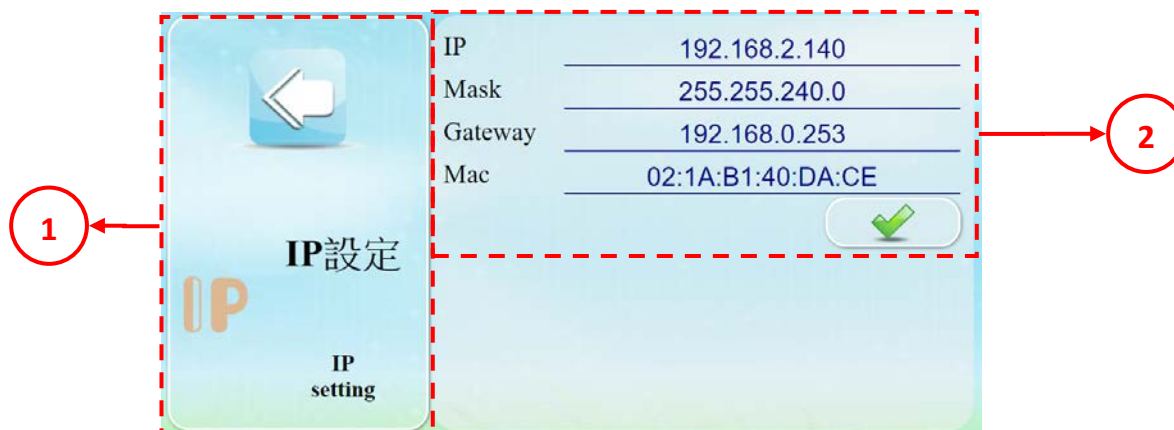 IP 192.168.2.140
Mask 255.255.240.0
Gateway 192.168.0.253
Mac 02:1A:B1:40:DA:CE
1
2
IP設定
IP
IP
setting